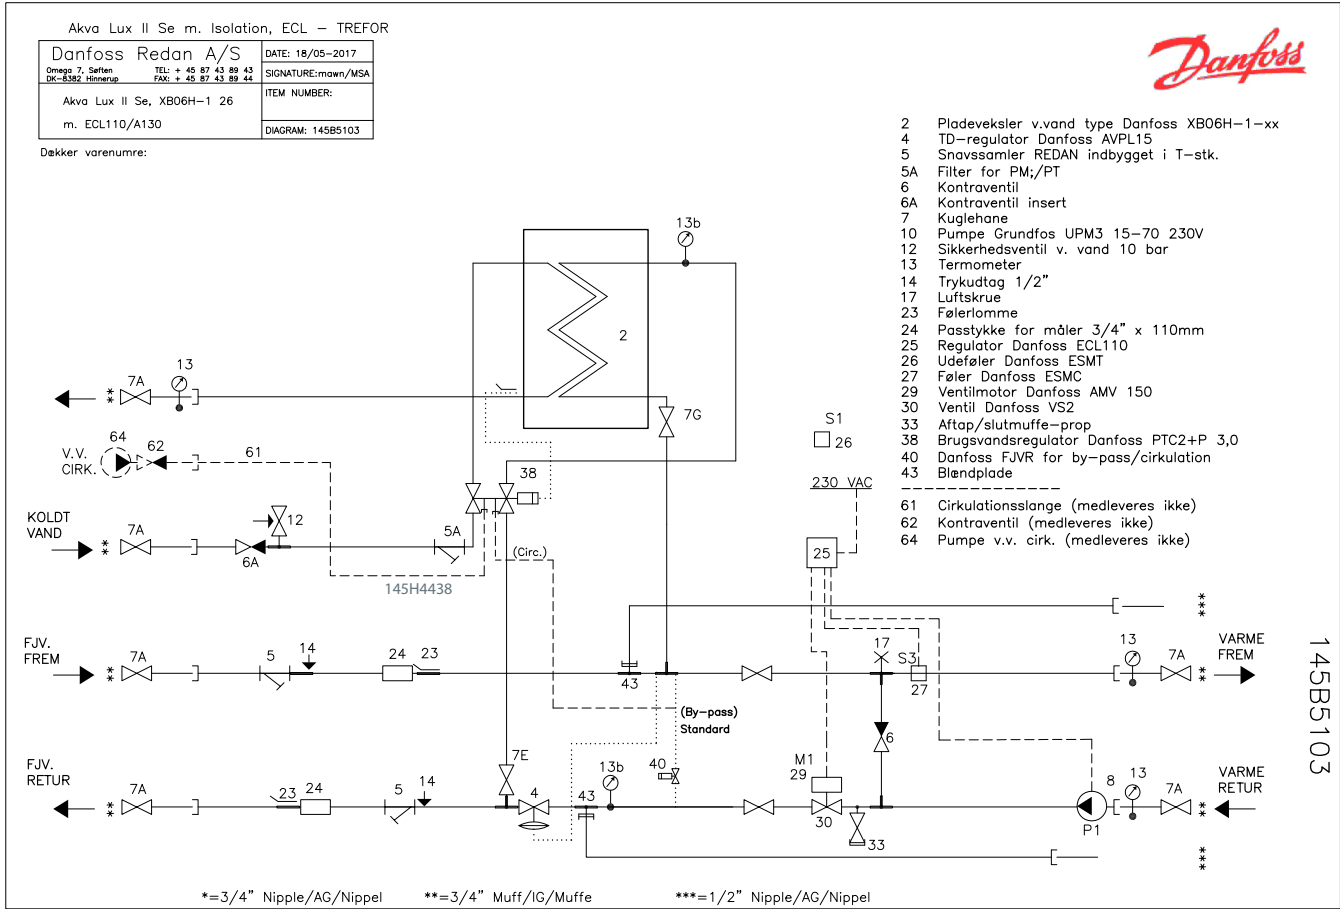 Akva Lux II Se m. Isolation, ECL – TREFOR
Danfoss Redan A/S
Omega 7, Søften
DK–8382 Hinnerup
TEL: + 45 87 43 89 43
FAX: + 45 87 43 89 44
DATE: 18/05–2017
SIGNATURE:mawn/MSA
ITEM NUMBER:
Akva Lux II Se, XB06H–1 26
m. ECL110/A130
DIAGRAM: 145B5103
Dækker varenumre:
Danfoss
2 Pladeveksler v.vand type Danfoss XB06H–1–xx
4 TD–regulator Danfoss AVPL15
5 Snavssamler REDAN indbygget i T–stk.
5A Filter for PM;/PT
6 Kontraventil
6A Kontraventil insert
7 Kuglehane
10 Pumpe Grundfos UPM3 15–70 230V
12 Sikkerhedsventil v. vand 10 bar
13 Termometer
14 Trykudtag 1/2"
17 Luftskrue
23 Følerlomme
24 Passtykke for måler 3/4" x 110mm
25 Regulator Danfoss ECL110
26 Udeføler Danfoss ESMT
27 Føler Danfoss ESMC
29 Ventilmotor Danfoss AMV 150
30 Ventil Danfoss VS2
33 Aftap/slutmuffe–prop
38 Brugsvandsregulator Danfoss PTC2+P 3,0
40 Danfoss FJVR for by–pass/cirkulation
43 Blændplade
61 Cirkulationsslange (medleveres ikke)
62 Kontraventil (medleveres ikke)
64 Pumpe v.v. cirk. (medleveres ikke)
13b
2
13
7A
**
7G
S1
26
64
62
V.V.
CIRK.
61
38
230 VAC
KOLDT
VAND
7A
**
12
6A
5A
(Circ.)
25
145H4438
***
FJV.
FREM
7A
**
5
14
24
23
43
17
S3
27
13
7A
**
VARME
FREM
(By–pass)
Standard
FJV.
RETUR
7A
**
23
24
5
14
7E
4
43
13b
40
M1
29
30
33
6
P1
8
13
7A
**
VARME
RETUR
***
145B5103
*=3/4" Nipple/AG/Nippel
**=3/4" Muff/IG/Muffe
***=1/2" Nipple/AG/Nippel